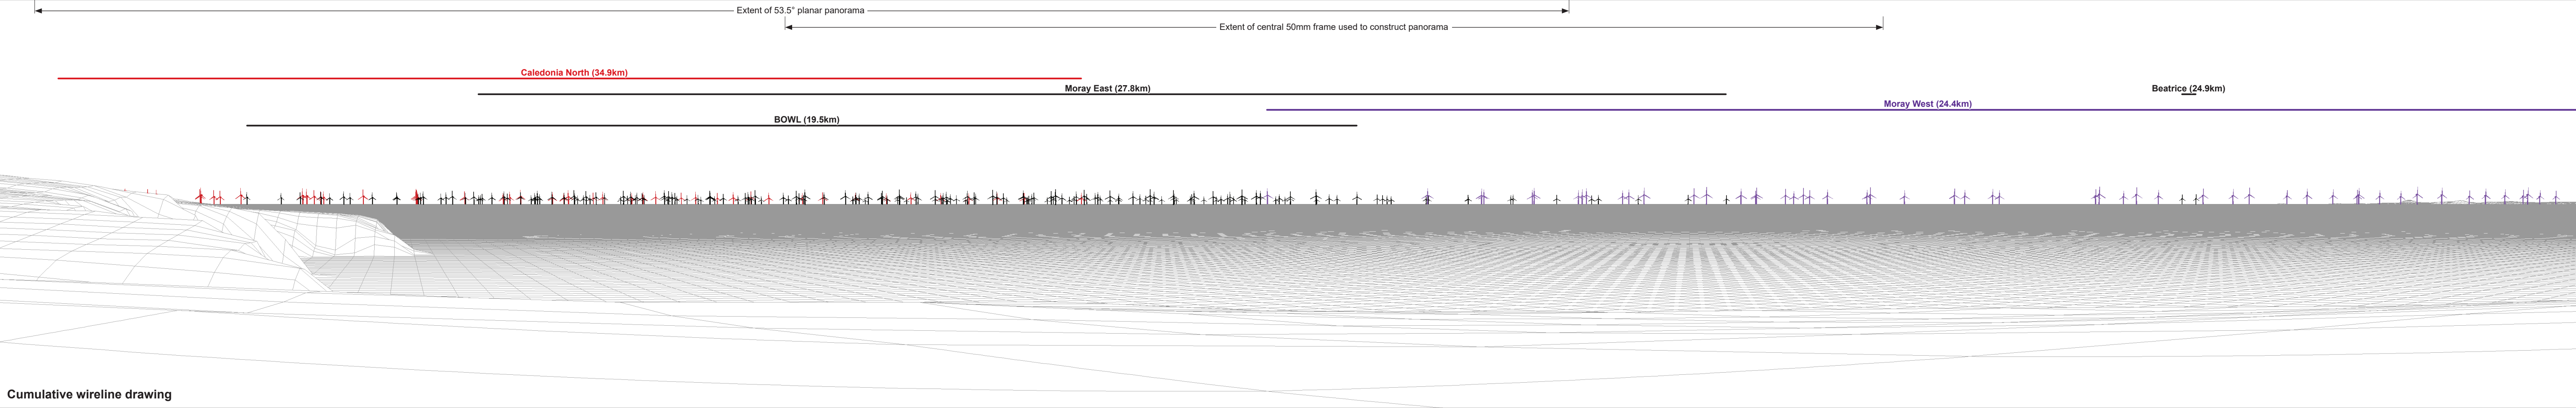 Extent of 53.5° planar panorama
Extent of central 50mm frame used to construct panorama
Caledonia North (34.9km)
Moray East (27.8km)
Beatrice (24.9km)
Moray West (24.4km)
BOWL (19.5km)
Cumulative wireline drawing